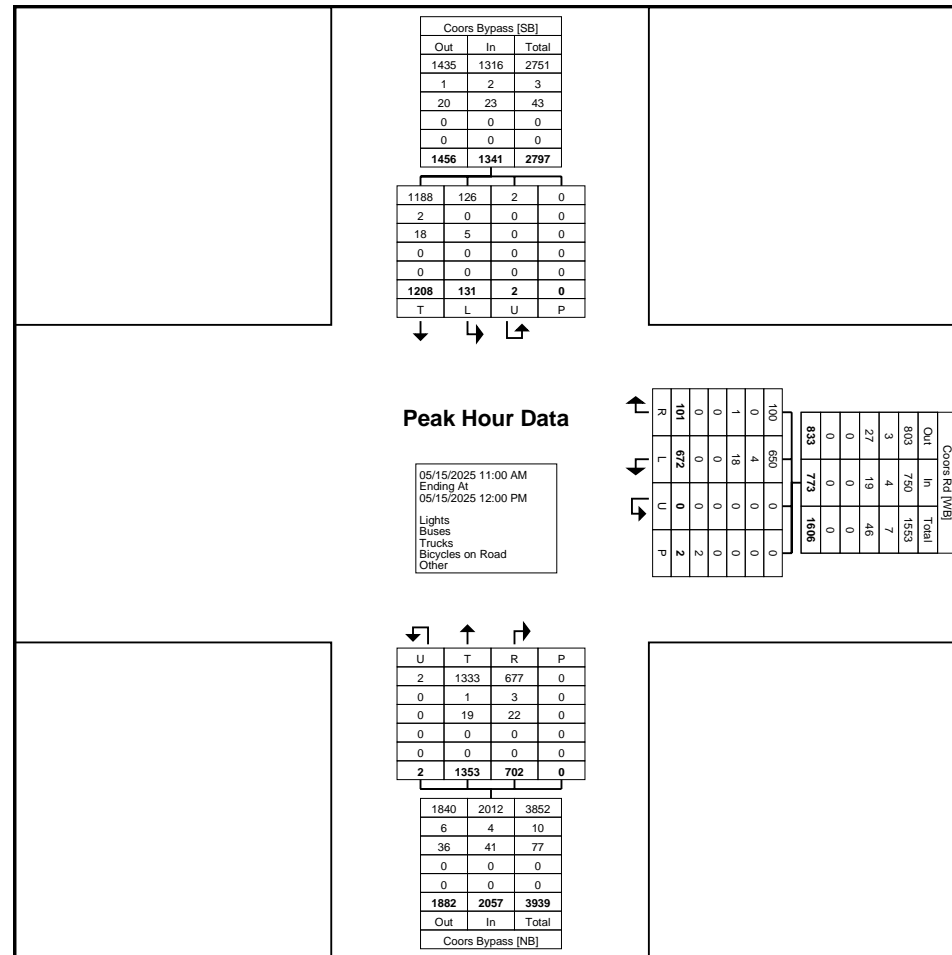 Coors Bypass [SB]
Out In Total
1435 1316 2751
1 2 3
20 23 43
0 0 0
0 0 0
1456 1341 2797
1188 126 2 0
2 0 0 0
18 5 0 0
0 0 0 0
0 0 0 0
1208 131 2 0
T L U P
Peak Hour Data
05/15/2025 11:00 AM
Ending At
05/15/2025 12:00 PM
Lights
Buses
Trucks
Bicycles on Road
Other
R 101 0 0 1 0 100
L 672 0 0 18 4 650
U 0 0 0 0 0 0
P 2 2 0 0 0 0
Coors Rd [WB]
Out In Total
803 750 1553
3 4 7
27 19 46
0 0 0
0 0 0
833 773 1606
U T R P
2 1333 677 0
0 1 3 0
0 19 22 0
0 0 0 0
0 0 0 0
2 1353 702 0
1840 2012 3852
6 4 10
36 41 77
0 0 0
0 0 0
1882 2057 3939
Out In Total
Coors Bypass [NB]